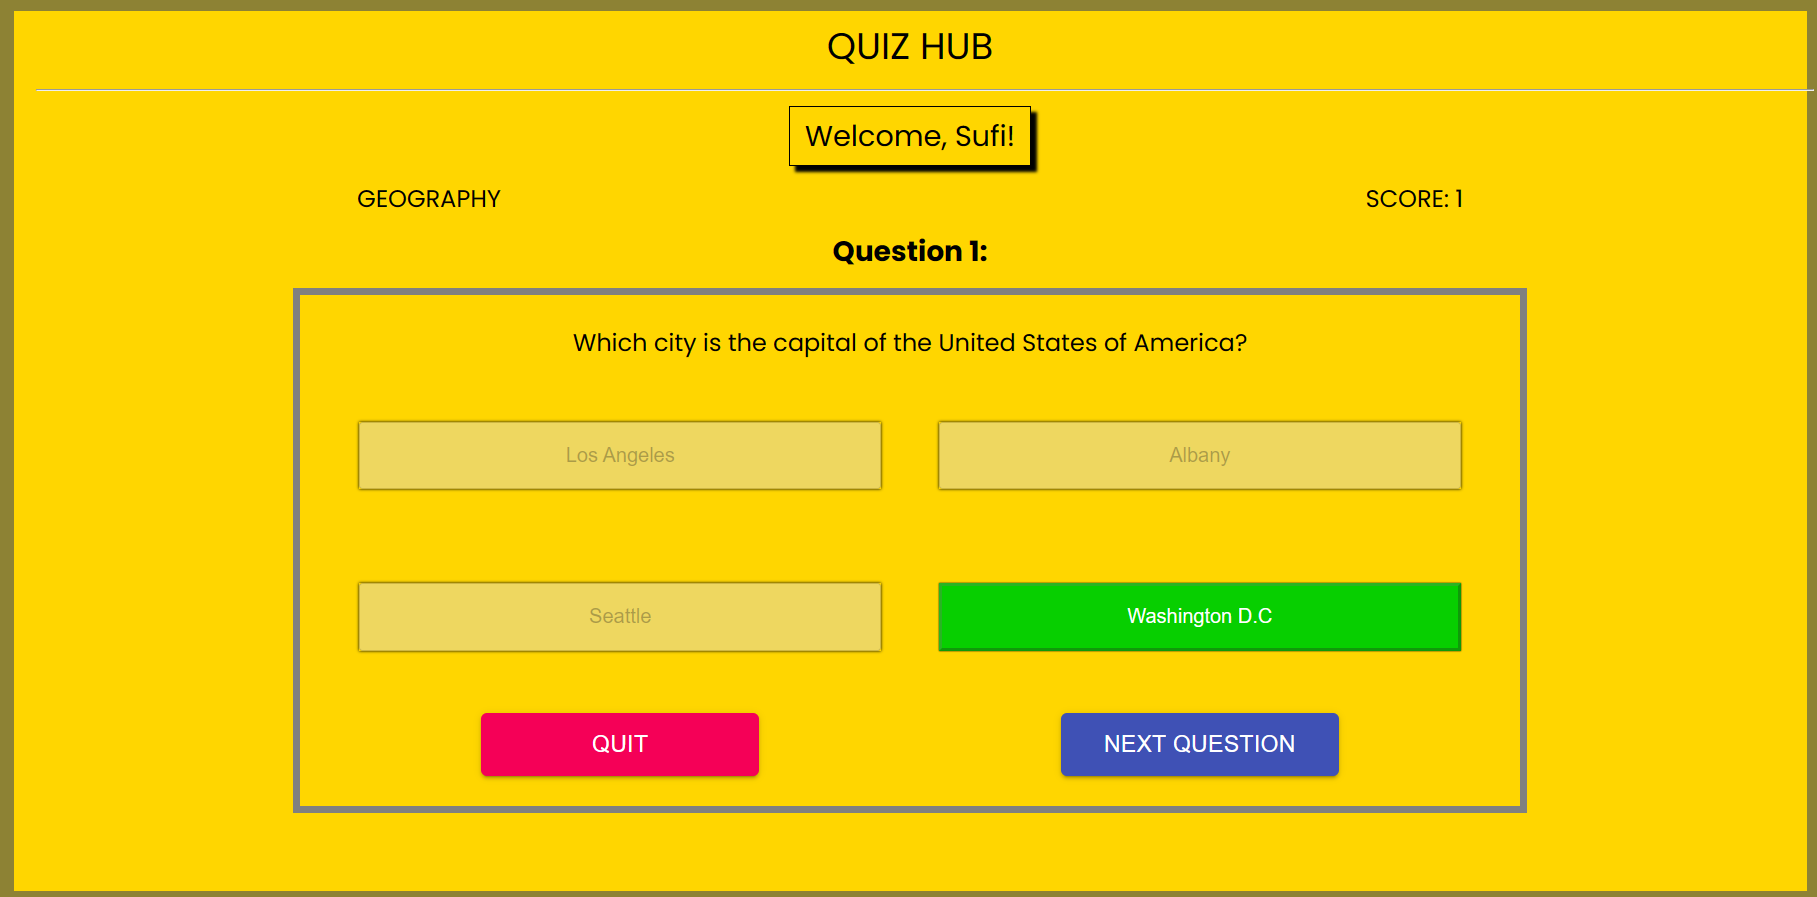 QUIZ HUB
Welcome, Sufi!
GEOGRAPHY SCORE: 1
Question 1:
Which city is the capital of the United States of America?
Los Angeles Albany
Seattle Washington D.C
QUIT NEXT QUESTION